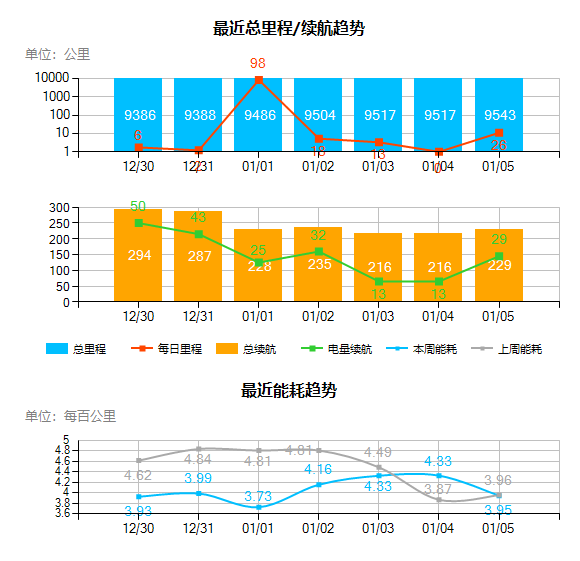 最近总里程/续航趋势
单位：公里
98
10000
1000
9386 9388 9486 9504 9517 9517 9543
100
6 2 18 13 0 26
10
1
12/30 12/31 01/01 01/02 01/03 01/04 01/05
50 43 25 32 13 13 29
300
250
200
294 287 228 235 216 216 229
150
100
50
0
12/30 12/31 01/01 01/02 01/03 01/04 01/05
总里程 每日里程 总续航 电量续航 本周能耗 上周能耗
最近能耗趋势
单位：每百公里
5
4.8
4.6
4.4
4.2
4
3.8
3.6
4.62 4.84 4.81 4.81 4.49 3.87 3.96
3.93 3.99 3.73 4.16 4.33 4.33 3.95
12/30 12/31 01/01 01/02 01/03 01/04 01/05